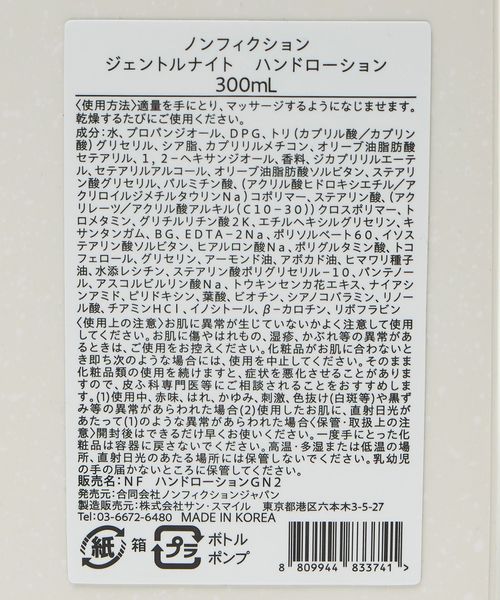 ノンフィクション
ジェントルナイト　ハンドローション
300mL
〈使用方法〉適量を手にとり、マッサージするようになじませます。
乾燥するたびにご使用ください。
成分：水、プロパンジオール、DPG、トリ（カプリル酸／カプリン
酸）グリセリル、シア脂、カプリリルメチコン、オリーブ油脂肪酸
セテアリル、1，2－ヘキサンジオール、香料、ジカプリリルエーテ
ル、セテアリルアルコール、オリーブ油脂肪酸ソルビタン、ステアリ
ン酸グリセリル、パルミチン酸、（アクリル酸ヒドロキシエチル／ア
クリロイルジメチルタウリンNa）コポリマー、ステアリン酸、（アク
リレーツ／アクリル酸アルキル（C10－30））クロスポリマー、ト
ロメタミン、グリチルリチン酸2K、エチルヘキシルグリセリン、キ
サンタンガム、BG、EDTA－2Na、ポリソルベート60、イソス
テアリン酸ソルビタン、ヒアルロン酸Na、ポリグルタミン酸、トコ
フェロール、グリセリン、アーモンド油、アボカド油、ヒマワリ種子
油、水添レシチン、ステアリン酸ポリグリセリル－10、パンテノー
ル、アスコルビルリン酸Na、トウキンセンカ花エキス、ナイアシ
ンアミド、ピリドキシン、葉酸、ビオチン、シアノコバラミン、リノー
ル酸、チアミンHCl、イノシトール、β－カロチン、リボフラビン
〈使用上の注意〉お肌に異常が生じていないかよく注意して使用
してください。お肌に傷やはれもの、湿疹、かぶれ等の異常があ
るときは、ご使用をお控えください。化粧品がお肌に合わないと
き即ち次のような場合には、使用を中止してください。そのまま
化粧品類の使用を続けますと、症状を悪化させることがありま
すので、皮ふ科専門医等にご相談されることをおすすめしま
す。(1)使用中、赤味、はれ、かゆみ、刺激、色抜け(白斑等)や黒ず
み等の異常があらわれた場合(2)使用したお肌に、直射日光が
あたって(1)のような異常があらわれた場合〈保管・取扱上の注
意〉開封後はできるだけ早くお使いください。一度手にとった化
粧品は容器に戻さないでください。高温・多湿または低温の場
所、直射日光のあたる場所には保管しないでください。乳幼児
の手の届かないところに保管してください。
販売名：NF　ハンドローションGN2
発売元：合同会社ノンフィクションジャパン
製造販売元：株式会社サン・スマイル　東京都港区六本木3-5-27
Tel：03-6672-6480　MADE IN KOREA
紙 箱 プラ ボトル
ポンプ
8 809944 833741 >